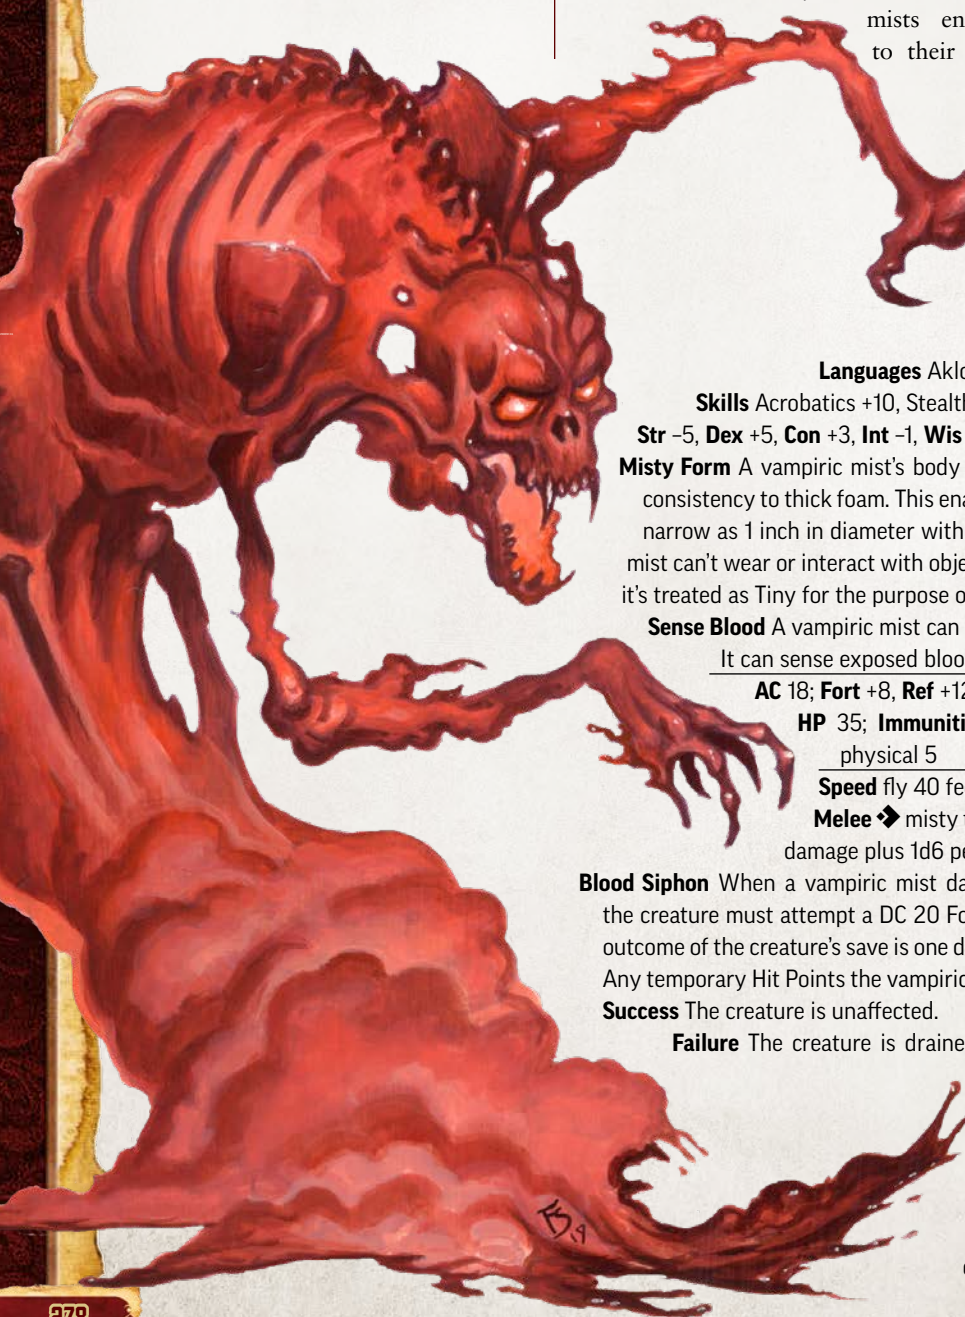 mists en
to their
Languages Aklo
Skills Acrobatics +10, Stealth
Str –5, Dex +5, Con +3, Int –1, Wis
Misty Form A vampiric mist's body
consistency to thick foam. This ena
narrow as 1 inch in diameter with
mist can't wear or interact with obje
it's treated as Tiny for the purpose o
Sense Blood A vampiric mist can
It can sense exposed bloo
AC 18; Fort +8, Ref +12
HP 35; Immuniti
physical 5
Speed fly 40 fe
Melee misty
damage plus 1d6 pe
Blood Siphon When a vampiric mist da
the creature must attempt a DC 20 Fo
outcome of the creature's save is one d
Any temporary Hit Points the vampiric
Success The creature is unaffected.
Failure The creature is draine